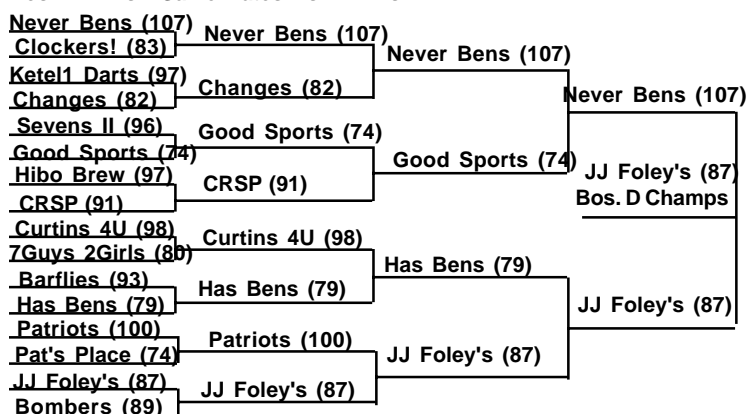 Never Bens (107)
Clockers! (83)
Ketel1 Darts (97)
Changes (82)
Sevens II (96)
Good Sports (74)
Hibo Brew (97)
CRSP (91)
Curtins 4U (98)
7Guys 2Girls (80)
Barflies (93)
Has Bens (79)
Patriots (100)
Pat's Place (74)
JJ Foley's (87)
Bombers (89)
Never Bens (107)
Changes (82)
Good Sports (74)
CRSP (91)
Curtins 4U (98)
Has Bens (79)
Patriots (100)
JJ Foley's (87)
Never Bens (107)
Good Sports (74)
Has Bens (79)
JJ Foley's (87)
Never Bens (107)
JJ Foley's (87)
JJ Foley's (87)
Bos. D Champs